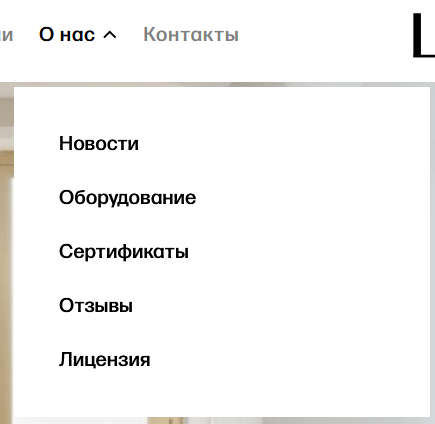 О нас Контакты
Новости
Оборудование
Сертификаты
Отзывы
Лицензия